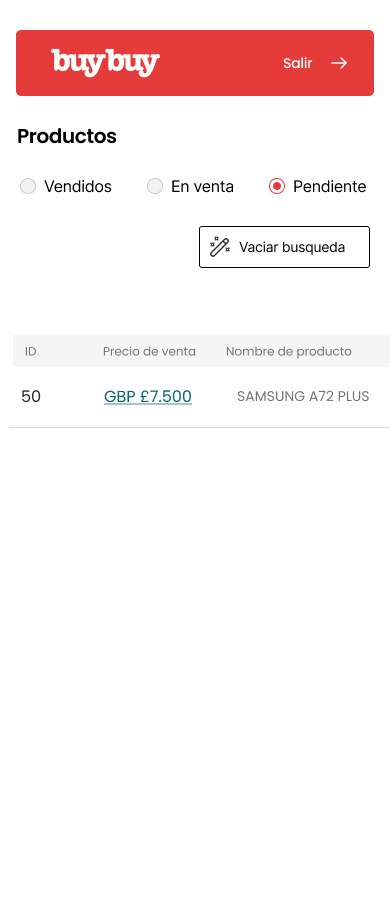 buybuy
Salir
Productos
Vendidos En venta Pendiente
Vaciar busqueda
ID Precio de venta Nombre de producto
50 GBP £7.500 SAMSUNG A72 PLUS